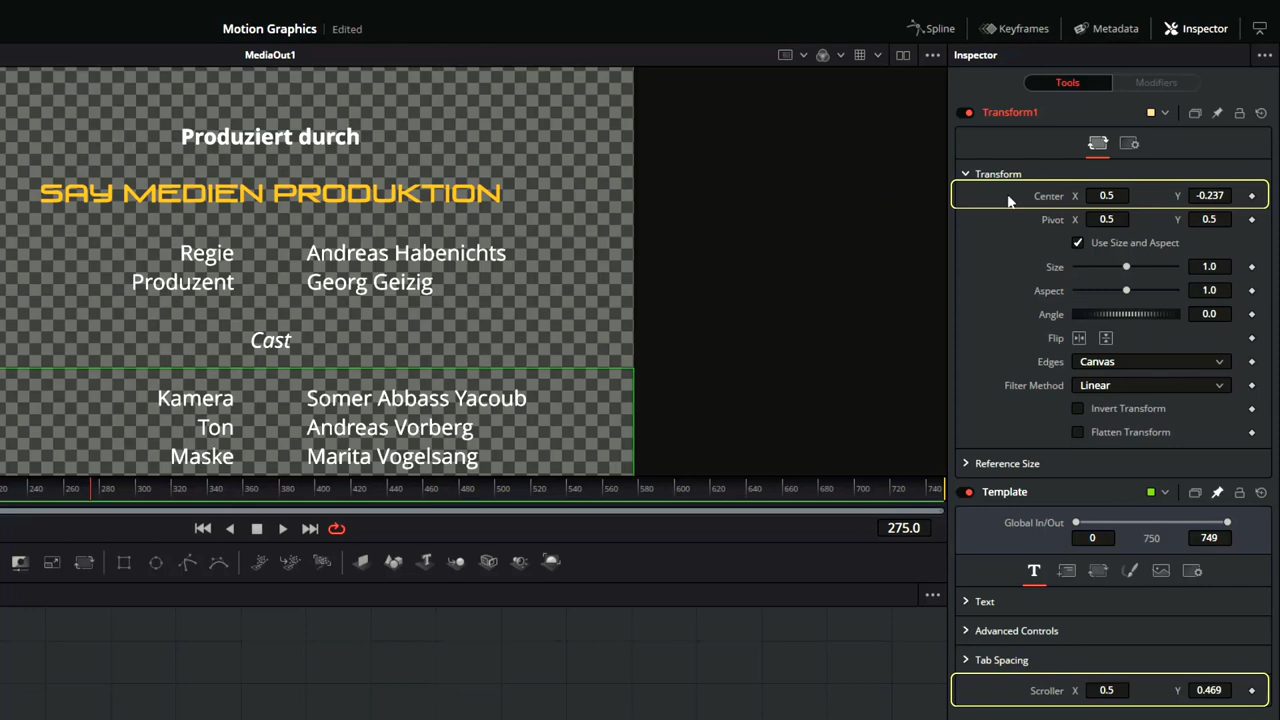 Motion Graphics Edited
Spline Keyframes Metadata Inspector
MediaOut1
Inspector
Tools Modifiers
Produziert durch
SAY MEDIEN PRODUKTION
Regie Andreas Habenichts
Produzent Georg Geizig
Cast
Kamera Somer Abbass Yacoub
Ton Andreas Vorberg
Maske Marita Vogelsang
220 240 260 280 300 320 340 360 380 400 420 440 460 480 500 520 540 560 580 600 620 640 660 680 700 720 740
275.0
Transform1
Transform
Center X 0.5 Y -0.237
Pivot X 0.5 Y 0.5
Use Size and Aspect
Size 1.0
Aspect 1.0
Angle 0.0
Flip
Edges Canvas
Filter Method Linear
Invert Transform
Flatten Transform
Reference Size
Template
Global In/Out
0 750 749
T
Text
Advanced Controls
Tab Spacing
Scroller X 0.5 Y 0.469